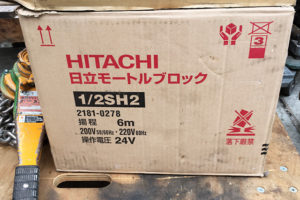 HITACHI
日立モートルブロック
1/2SH2
2181-0278
揚程 6m
200V 50/60Hz・220V 60Hz
操作電圧 24V
3
落下厳禁